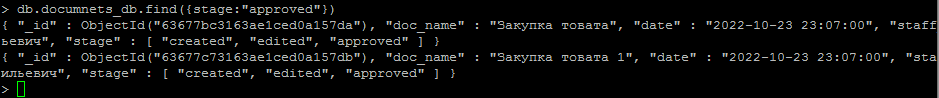 > db.documnets_db.find({stage:"approved"})
{ "_id" : ObjectId("63677bc3163ae1ced0a157da"), "doc_name" : "Закупка товата", "date" : "2022-10-23 23:07:00", "staff
ьевич", "stage" : [ "created", "edited", "approved" ] }
{ "_id" : ObjectId("63677c73163ae1ced0a157db"), "doc_name" : "Закупка товата 1", "date" : "2022-10-23 23:07:00", "sta
ильевич", "stage" : [ "created", "edited", "approved" ] }
>